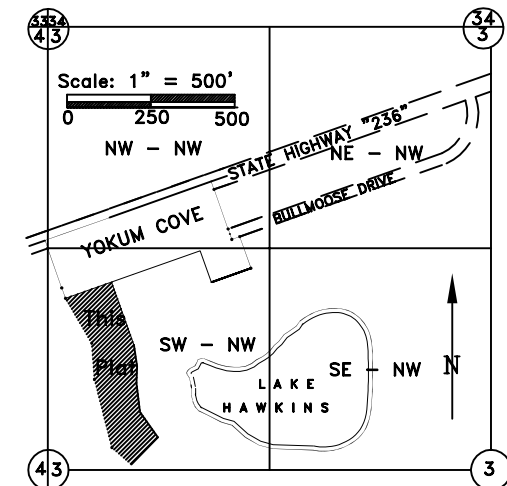 33 34
4 3
34
3
Scale: 1" = 500'
0 250 500
NW - NW
STATE HIGHWAY "236"
NE - NW
BULLMOOSE DRIVE
YOKUM COVE
This
Plat
SW - NW
SE - NW
N
LAKE
HAWKINS
4 3
3